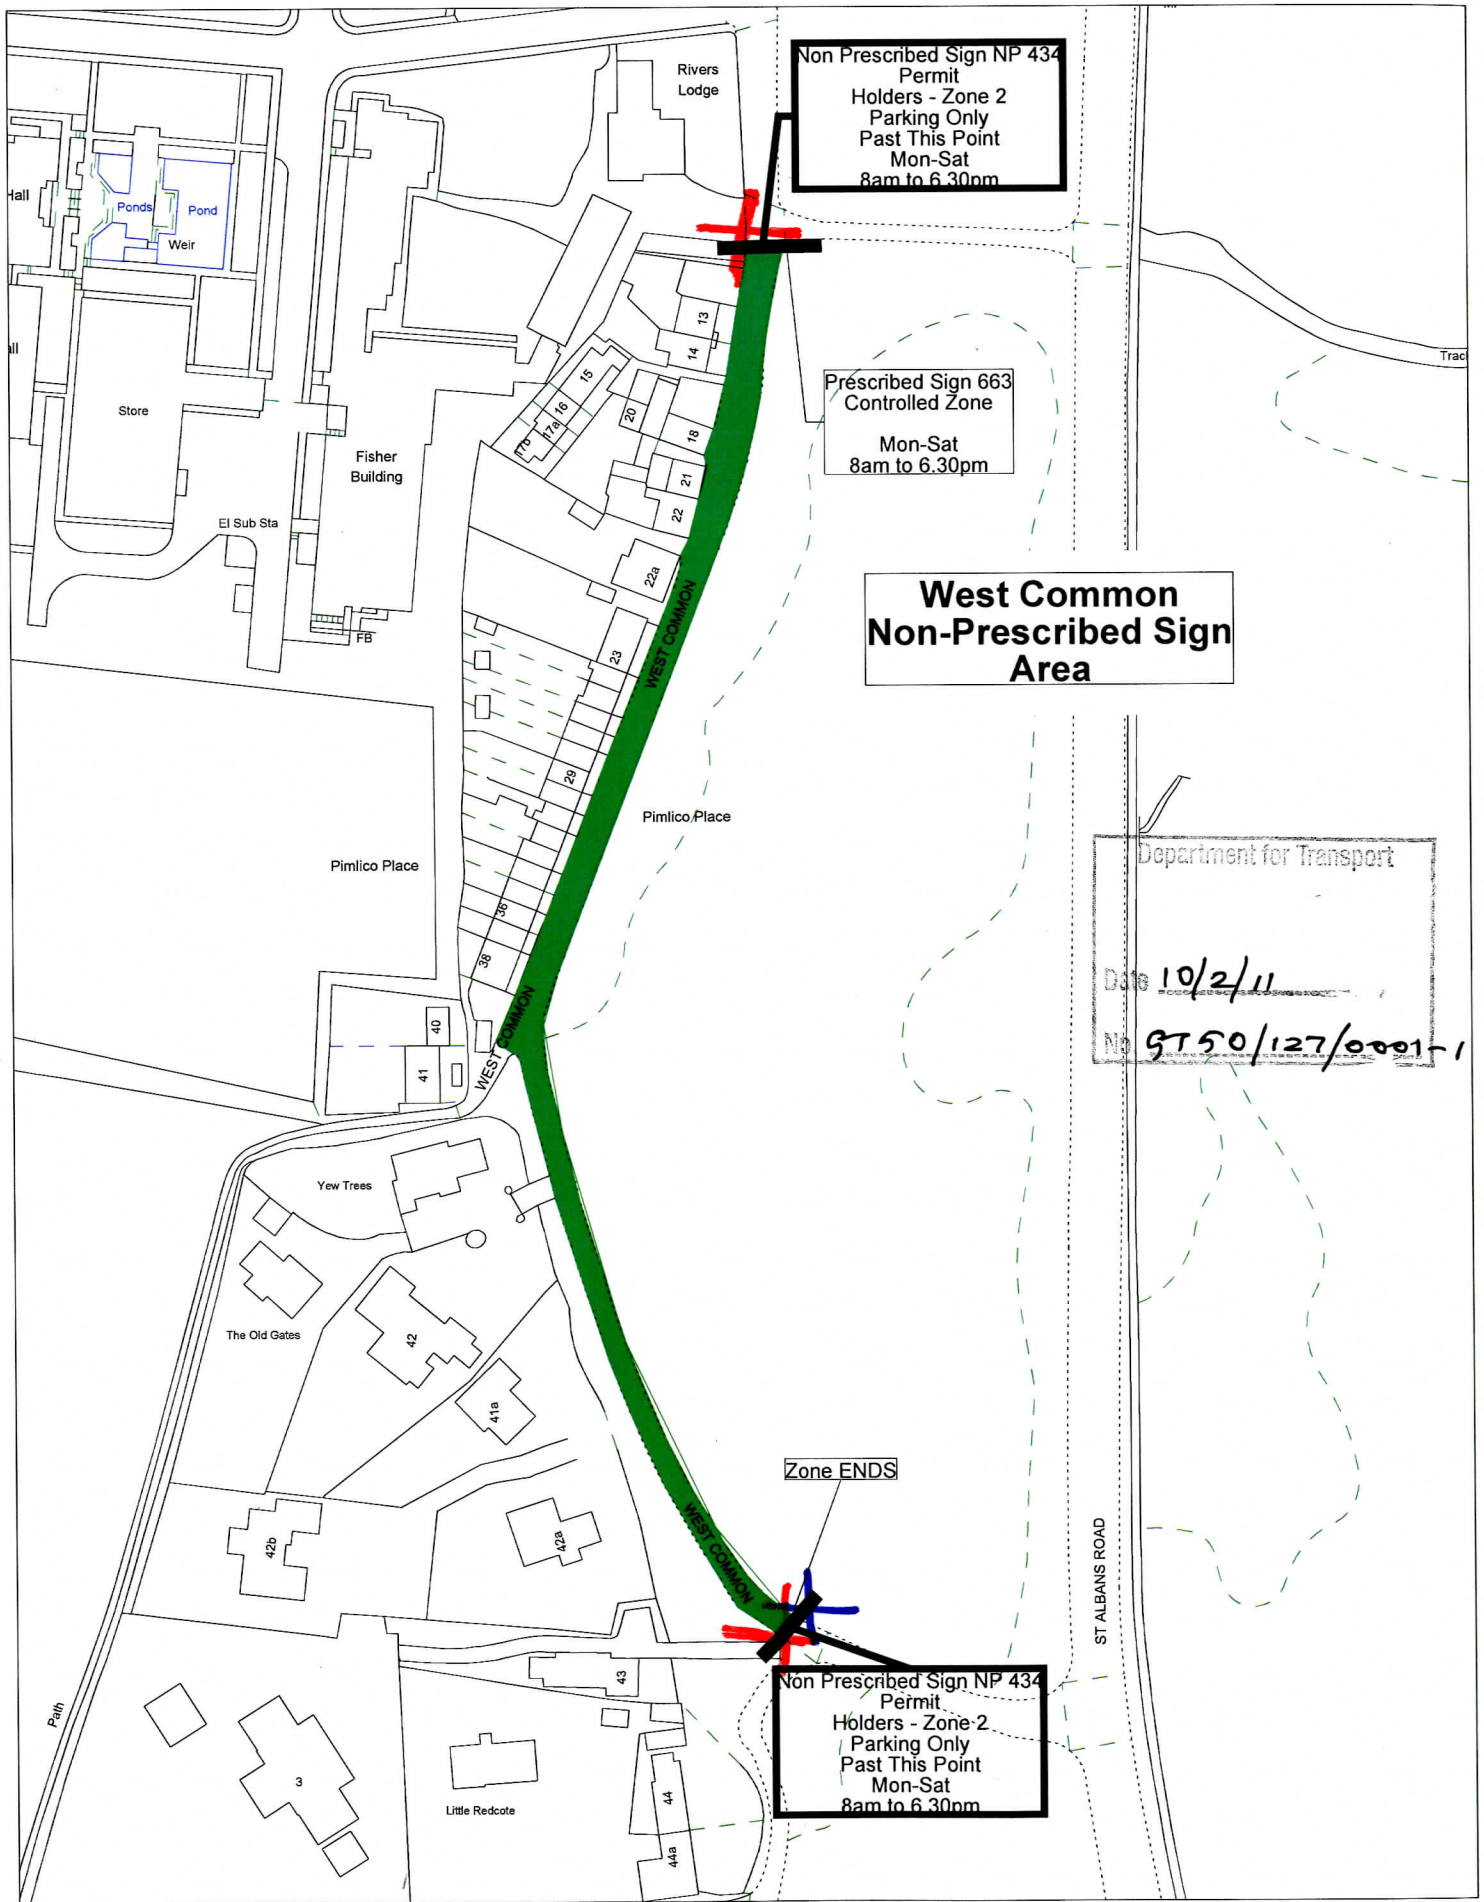 Rivers
Lodge
Non Prescribed Sign NP 434
Permit
Holders - Zone 2
Parking Only
Past This Point
Mon-Sat
8am to 6.30pm
Hall
Ponds
Pond
Weir
13
14
Track
15
16
17a
17b
20
18
21
22
Prescribed Sign 663
Controlled Zone
Mon-Sat
8am to 6.30pm
Store
Fisher
Building
El Sub Sta
22a
FB
23
WEST COMMON
West Common
Non-Prescribed Sign
Area
29
Pimlico Place
Pimlico Place
36
38
Department for Transport
Date 10/2/11
No GT50/127/0001-1
WEST COMMON
40
41
Yew Trees
The Old Gates
42
41a
Zone ENDS
42b
42a
WEST COMMON
ST ALBANS ROAD
43
Path
3
Little Redcote
44
44a
Non Prescribed Sign NP 434
Permit
Holders - Zone 2
Parking Only
Past This Point
Mon-Sat
8am to 6.30pm